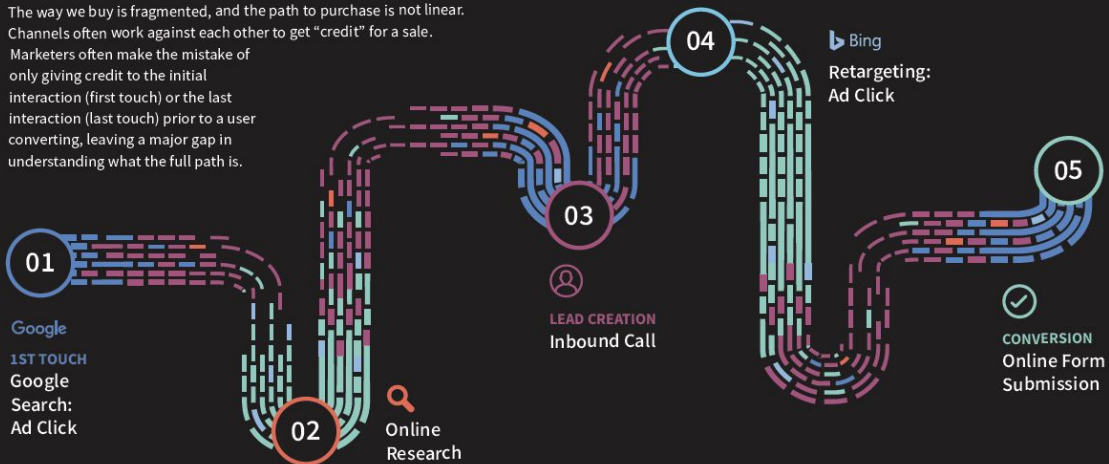 The way we buy is fragmented, and the path to purchase is not linear.
Channels often work against each other to get “credit” for a sale.
Marketers often make the mistake of
only giving credit to the initial
interaction (first touch) or the last
interaction (last touch) prior to a user
converting, leaving a major gap in
understanding what the full path is.
01
Google
1ST TOUCH
Google
Search:
Ad Click
02
Online
Research
03
LEAD CREATION
Inbound Call
04
Bing
Retargeting:
Ad Click
05
CONVERSION
Online Form
Submission